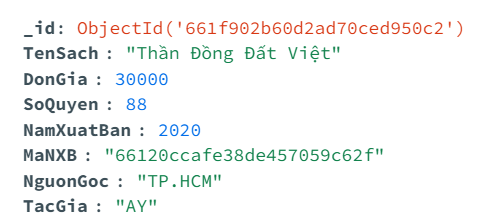 _id: ObjectId('661f902b60d2ad70ced950c2')
TenSach : "Thần Đồng Đất Việt"
DonGia : 30000
SoQuyen : 88
NamXuatBan : 2020
MaNXB : "66120ccafe38de457059c62f"
NguonGoc : "TP.HCM"
TacGia : "AY"